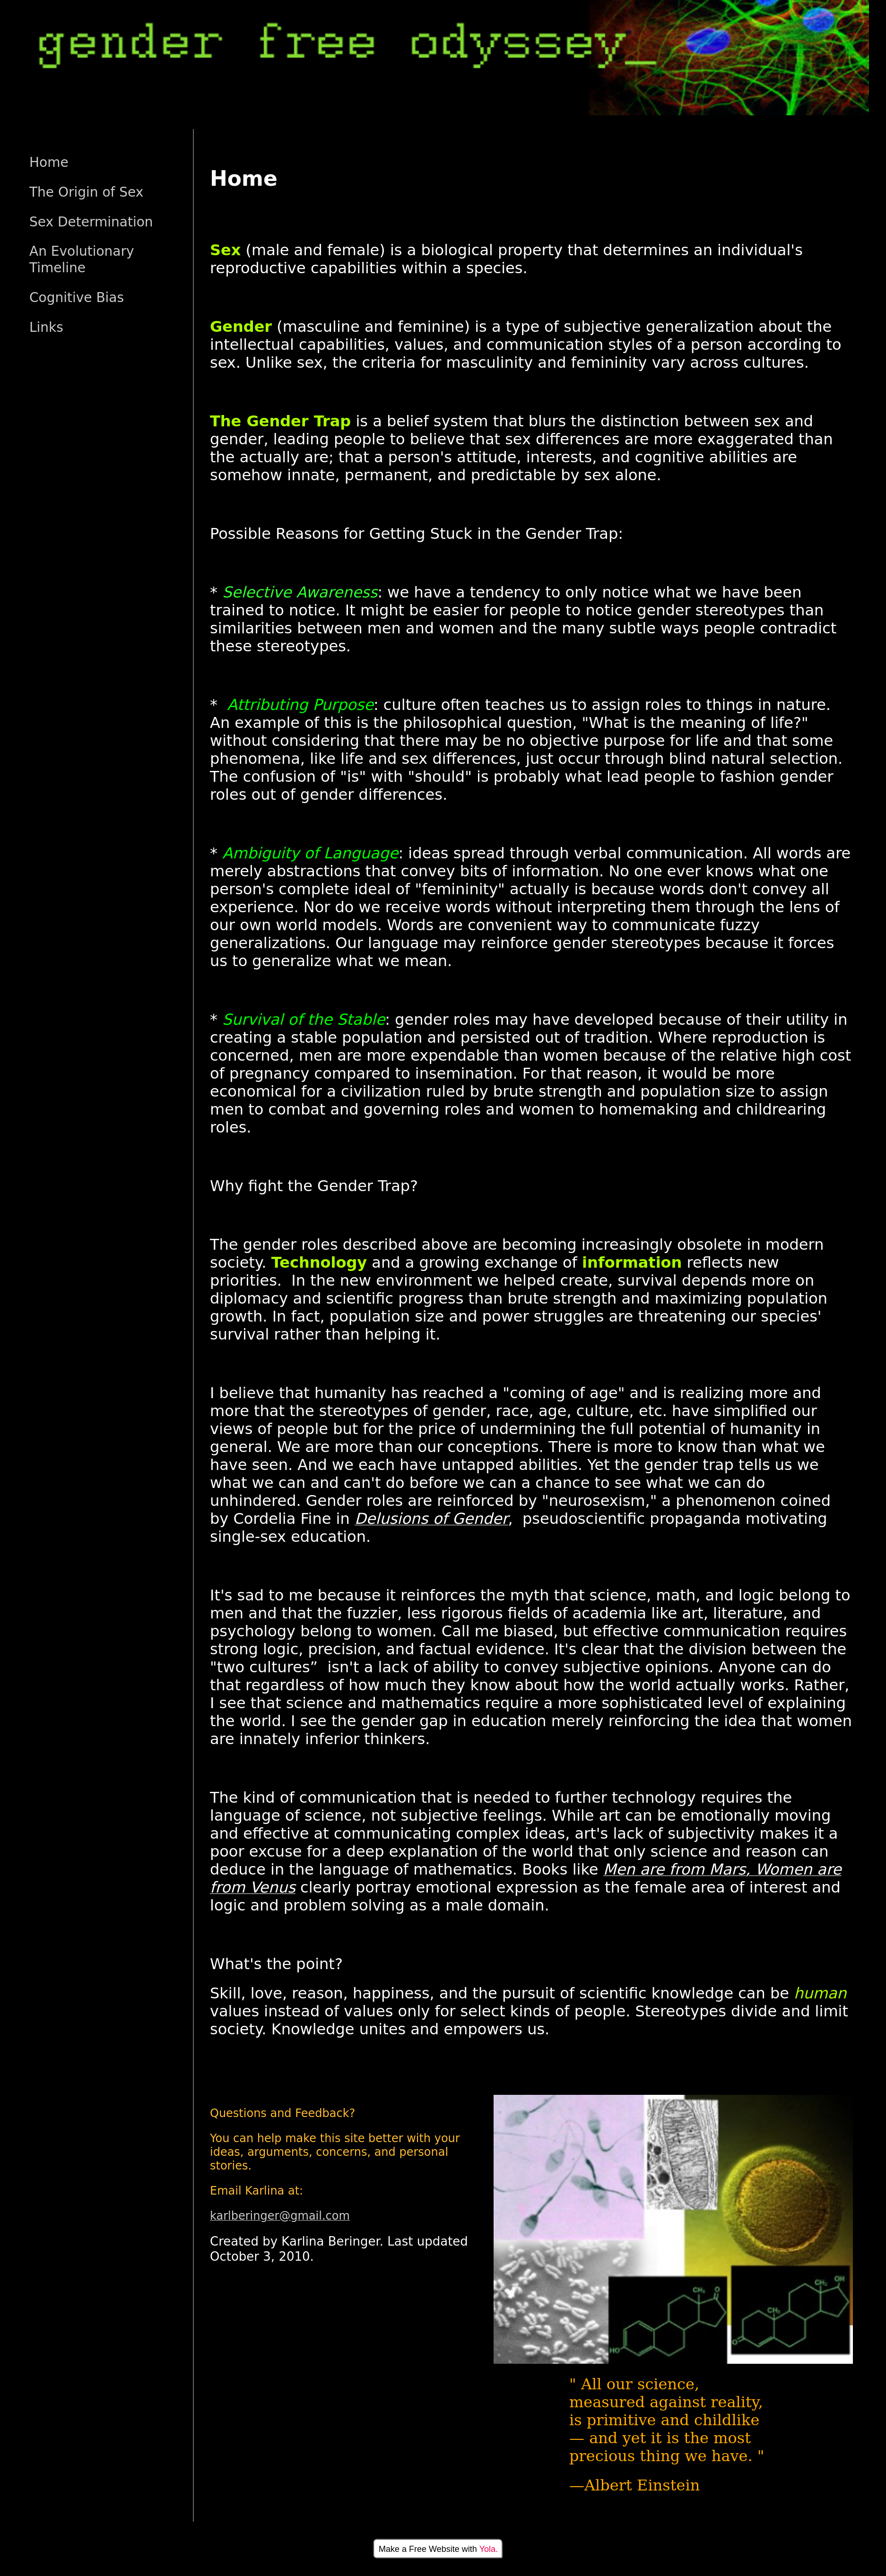 gender free odyssey_
Home
The Origin of Sex
Sex Determination
An Evolutionary
Timeline
Cognitive Bias
Links
Home
Sex (male and female) is a biological property that determines an individual's
reproductive capabilities within a species.
Gender (masculine and feminine) is a type of subjective generalization about the
intellectual capabilities, values, and communication styles of a person according to
sex. Unlike sex, the criteria for masculinity and femininity vary across cultures.
The Gender Trap is a belief system that blurs the distinction between sex and
gender, leading people to believe that sex differences are more exaggerated than
the actually are; that a person's attitude, interests, and cognitive abilities are
somehow innate, permanent, and predictable by sex alone.
Possible Reasons for Getting Stuck in the Gender Trap:
* Selective Awareness: we have a tendency to only notice what we have been
trained to notice. It might be easier for people to notice gender stereotypes than
similarities between men and women and the many subtle ways people contradict
these stereotypes.
*  Attributing Purpose: culture often teaches us to assign roles to things in nature.
An example of this is the philosophical question, "What is the meaning of life?"
without considering that there may be no objective purpose for life and that some
phenomena, like life and sex differences, just occur through blind natural selection.
The confusion of "is" with "should" is probably what lead people to fashion gender
roles out of gender differences.
* Ambiguity of Language: ideas spread through verbal communication. All words are
merely abstractions that convey bits of information. No one ever knows what one
person's complete ideal of "femininity" actually is because words don't convey all
experience. Nor do we receive words without interpreting them through the lens of
our own world models. Words are convenient way to communicate fuzzy
generalizations. Our language may reinforce gender stereotypes because it forces
us to generalize what we mean.
* Survival of the Stable: gender roles may have developed because of their utility in
creating a stable population and persisted out of tradition. Where reproduction is
concerned, men are more expendable than women because of the relative high cost
of pregnancy compared to insemination. For that reason, it would be more
economical for a civilization ruled by brute strength and population size to assign
men to combat and governing roles and women to homemaking and childrearing
roles.
Why fight the Gender Trap?
The gender roles described above are becoming increasingly obsolete in modern
society. Technology and a growing exchange of information reflects new
priorities.  In the new environment we helped create, survival depends more on
diplomacy and scientific progress than brute strength and maximizing population
growth. In fact, population size and power struggles are threatening our species'
survival rather than helping it.
I believe that humanity has reached a "coming of age" and is realizing more and
more that the stereotypes of gender, race, age, culture, etc. have simplified our
views of people but for the price of undermining the full potential of humanity in
general. We are more than our conceptions. There is more to know than what we
have seen. And we each have untapped abilities. Yet the gender trap tells us we
what we can and can't do before we can a chance to see what we can do
unhindered. Gender roles are reinforced by "neurosexism," a phenomenon coined
by Cordelia Fine in Delusions of Gender,  pseudoscientific propaganda motivating
single-sex education.
It's sad to me because it reinforces the myth that science, math, and logic belong to
men and that the fuzzier, less rigorous fields of academia like art, literature, and
psychology belong to women. Call me biased, but effective communication requires
strong logic, precision, and factual evidence. It's clear that the division between the
"two cultures”  isn't a lack of ability to convey subjective opinions. Anyone can do
that regardless of how much they know about how the world actually works. Rather,
I see that science and mathematics require a more sophisticated level of explaining
the world. I see the gender gap in education merely reinforcing the idea that women
are innately inferior thinkers.
The kind of communication that is needed to further technology requires the
language of science, not subjective feelings. While art can be emotionally moving
and effective at communicating complex ideas, art's lack of subjectivity makes it a
poor excuse for a deep explanation of the world that only science and reason can
deduce in the language of mathematics. Books like Men are from Mars, Women are
from Venus clearly portray emotional expression as the female area of interest and
logic and problem solving as a male domain.
What's the point?
Skill, love, reason, happiness, and the pursuit of scientific knowledge can be human
values instead of values only for select kinds of people. Stereotypes divide and limit
society. Knowledge unites and empowers us.
Questions and Feedback?
You can help make this site better with your
ideas, arguments, concerns, and personal
stories.
Email Karlina at:
karlberinger@gmail.com
Created by Karlina Beringer. Last updated
October 3, 2010.
CH₃
O
HO
OH
CH₃
CH₃
O
" All our science,
measured against reality,
is primitive and childlike
— and yet it is the most
precious thing we have. "
—Albert Einstein
Make a Free Website with Yola.